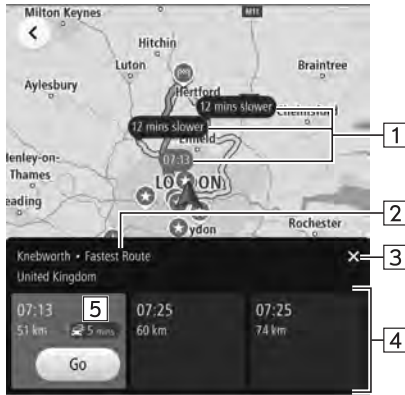 Milton Keynes
M11
Hitchin
Luton
Braintree
Aylesbury
Hertford
12 mins slower
Chelmsford
12 mins slower
Enfield
1
07:13
Henley-on-
Thames
LONDON
eading
2
ydon
Rochester
Knebworth • Fastest Route
3
United Kingdom
07:13
5
07:25
07:25
51 km
5 mins
60 km
74 km
4
Go